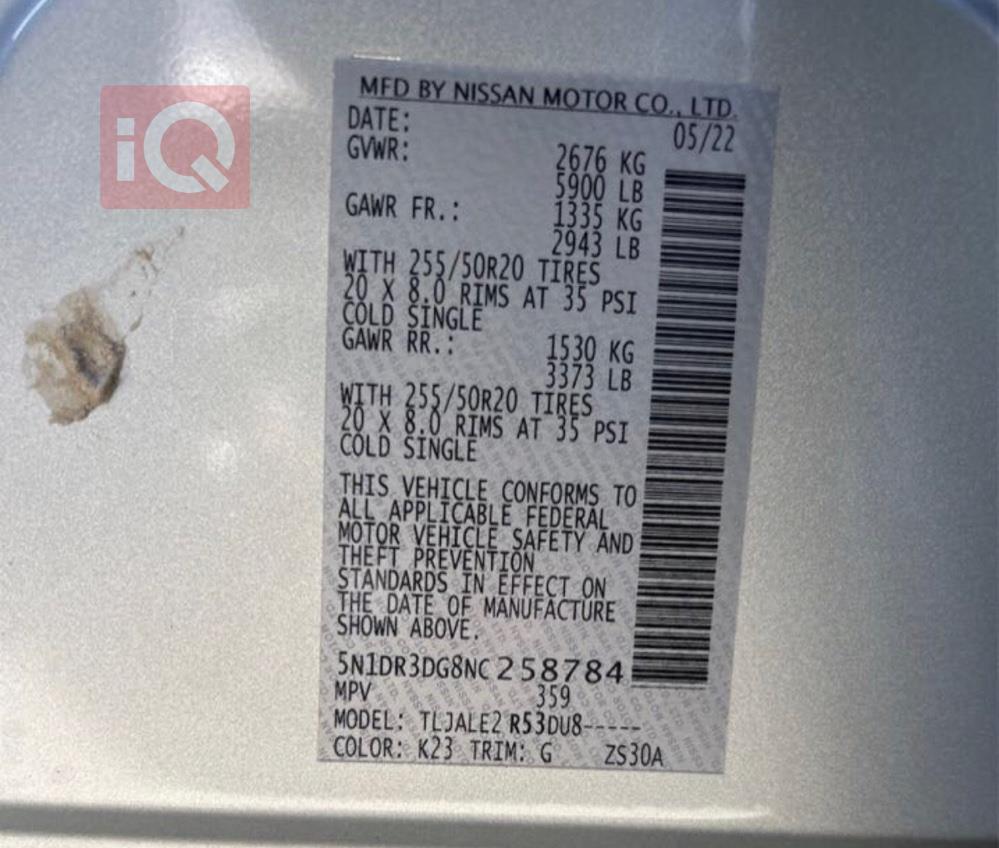 iQ
MFD BY NISSAN MOTOR CO., LTD.
DATE: 05/22
GVWR: 2676 KG
5900 LB
GAWR FR.: 1335 KG
2943 LB
WITH 255/50R20 TIRES
20 X 8.0 RIMS AT 35 PSI
COLD SINGLE
GAWR RR.: 1530 KG
3373 LB
WITH 255/50R20 TIRES
20 X 8.0 RIMS AT 35 PSI
COLD SINGLE
THIS VEHICLE CONFORMS TO
ALL APPLICABLE FEDERAL
MOTOR VEHICLE SAFETY AND
THEFT PREVENTION
STANDARDS IN EFFECT ON
THE DATE OF MANUFACTURE
SHOWN ABOVE.
5N1DR3DG8NC258784
MPV 359
MODEL: TLJALE2 R53DU8-----
COLOR: K23 TRIM: G ZS30A